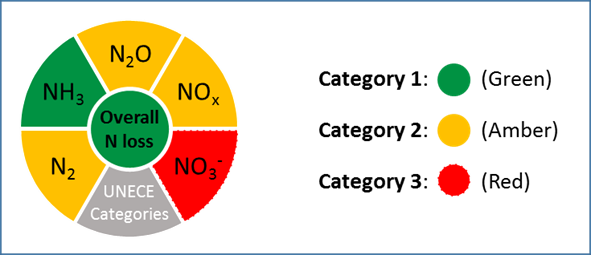 N₂O
NH₃
NOₓ
Overall
N loss
N₂
NO₃⁻
UNECE
Categories
Category 1: (Green)
Category 2: (Amber)
Category 3: (Red)